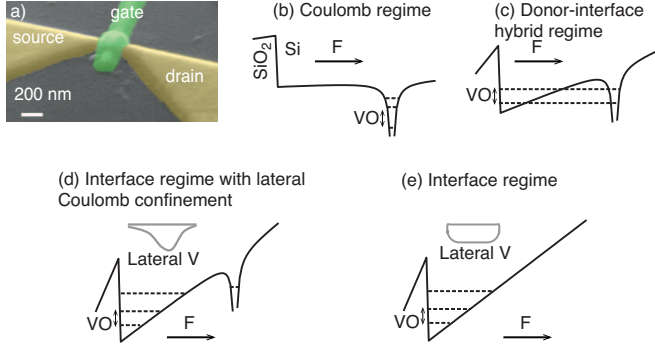 a)
gate
source
drain
200 nm
(b) Coulomb regime
SiO₂
Si
F
VO
(c) Donor-interface
hybrid regime
F
VO
(d) Interface regime with lateral
Coulomb confinement
Lateral V
VO
F
(e) Interface regime
Lateral V
VO
F